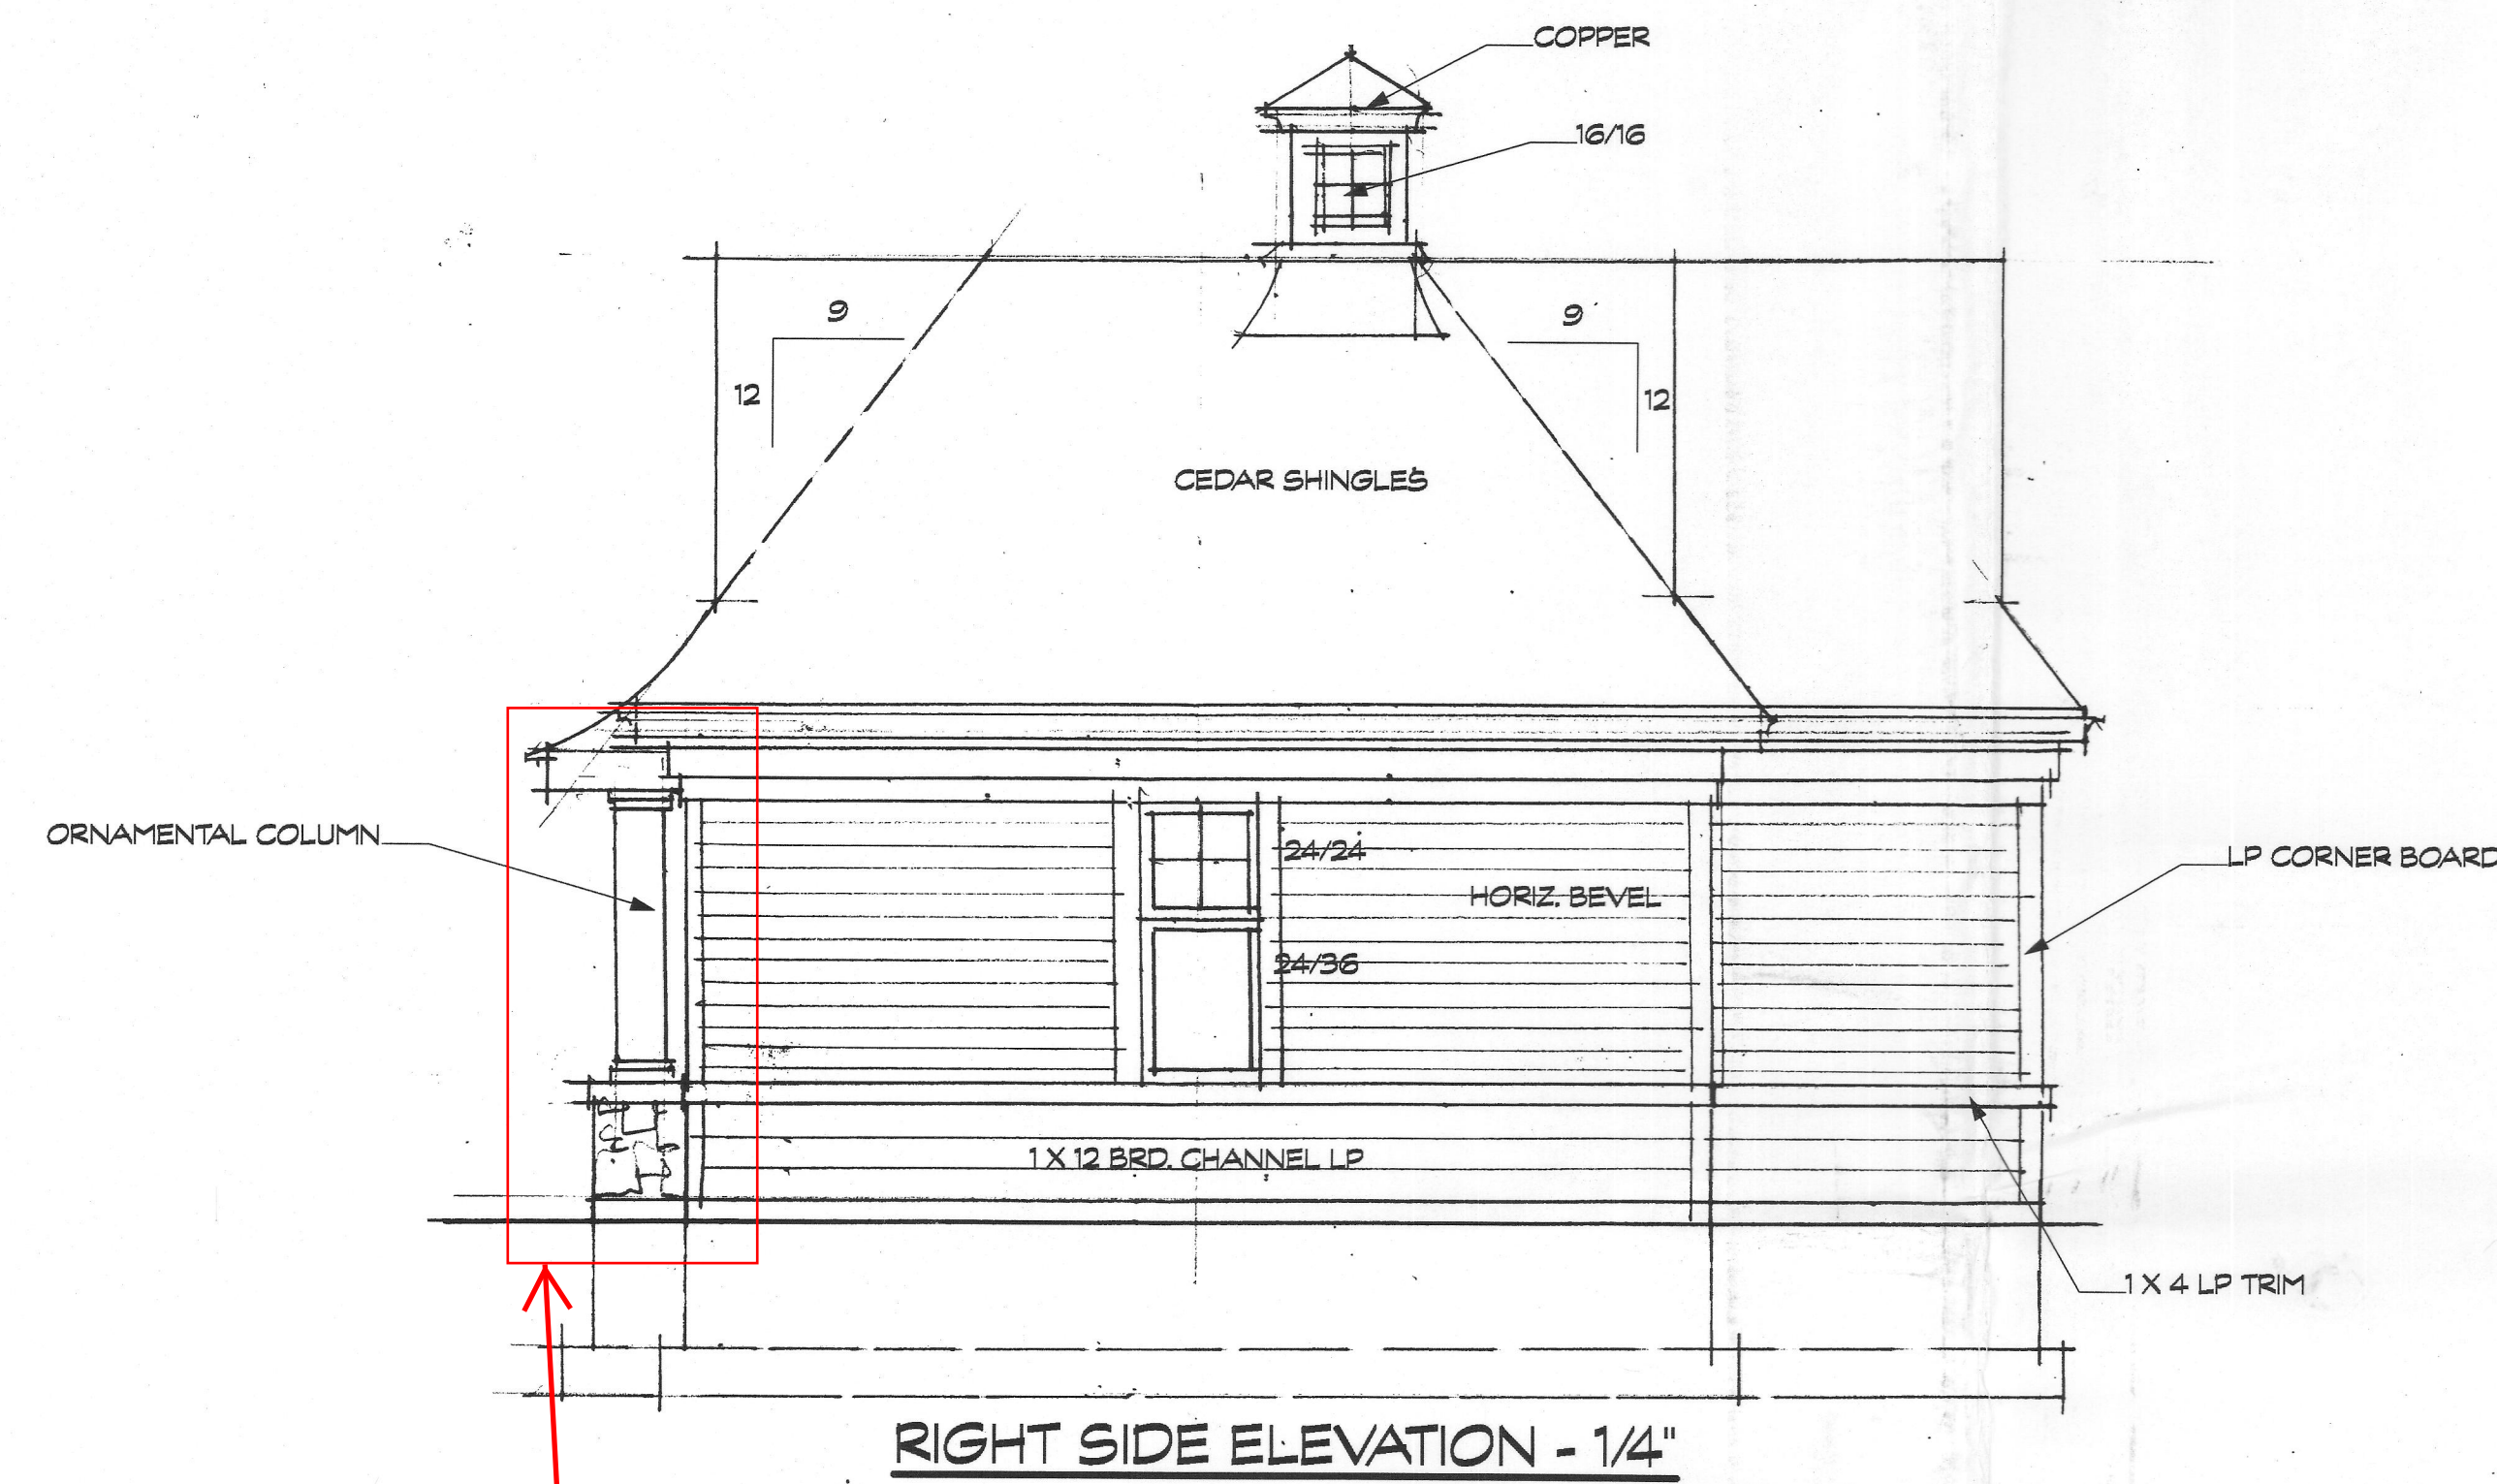 COPPER
16/16
9
9
12
12
CEDAR SHINGLES
ORNAMENTAL COLUMN
24/24
LP CORNER BOARD
HORIZ. BEVEL
24/36
1 X 12 BRD. CHANNEL LP
1 X 4 LP TRIM
RIGHT SIDE ELEVATION - 1/4"